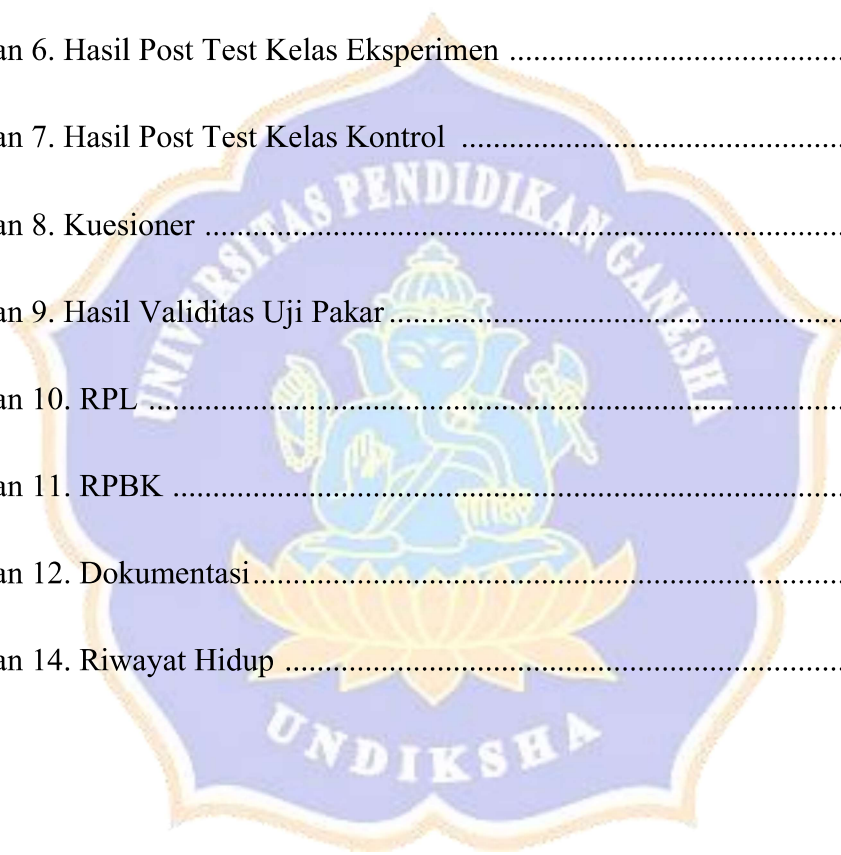 an 6. Hasil Post Test Kelas Eksperimen ................................................
an 7. Hasil Post Test Kelas Kontrol ................................................
an 8. Kuesioner ................................................................................
an 9. Hasil Validitas Uji Pakar .........................................................
an 10. RPL .......................................................................................
an 11. RPBK ....................................................................................
an 12. Dokumentasi..........................................................................
an 14. Riwayat Hidup ......................................................................
UNIVERSITAS PENDIDIKAN GANESHA
UNDIKSHA